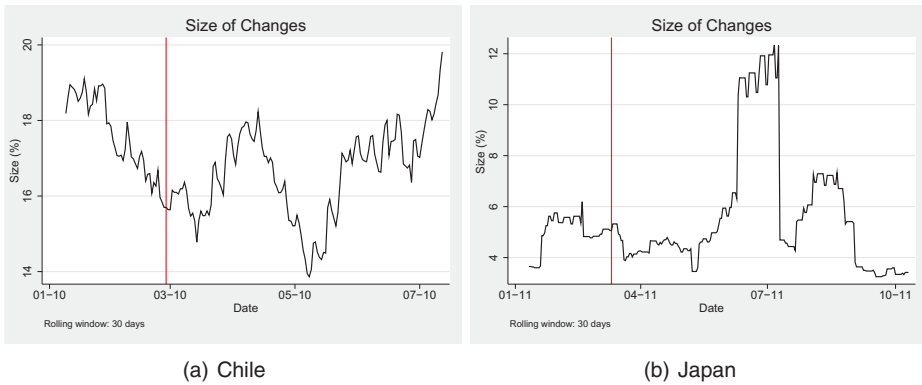 Size of Changes
Size (%)
20
18
16
14
01−10
03−10
05−10
07−10
Date
Rolling window: 30 days
(a) Chile
Size of Changes
Size (%)
12
10
8
6
4
01−11
04−11
07−11
10−11
Date
Rolling window: 30 days
(b) Japan